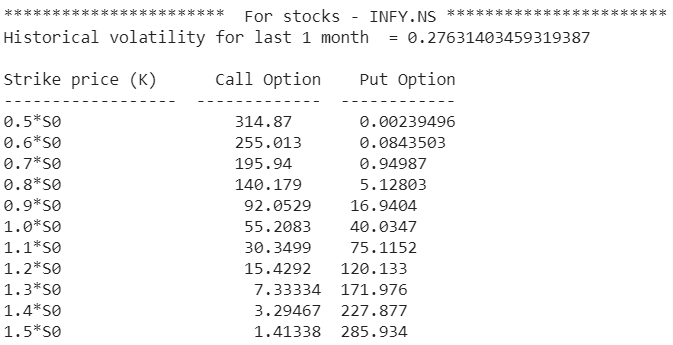 ***********************  For stocks - INFY.NS ***********************
Historical volatility for last 1 month  = 0.27631403459319387
Strike price (K)      Call Option    Put Option
------------------  -------------  ------------
0.5*S0                  314.87       0.00239496
0.6*S0                  255.013      0.0843503
0.7*S0                  195.94       0.94987
0.8*S0                  140.179      5.12803
0.9*S0                   92.0529    16.9404
1.0*S0                   55.2083    40.0347
1.1*S0                   30.3499    75.1152
1.2*S0                   15.4292   120.133
1.3*S0                    7.33334  171.976
1.4*S0                    3.29467  227.877
1.5*S0                    1.41338  285.934